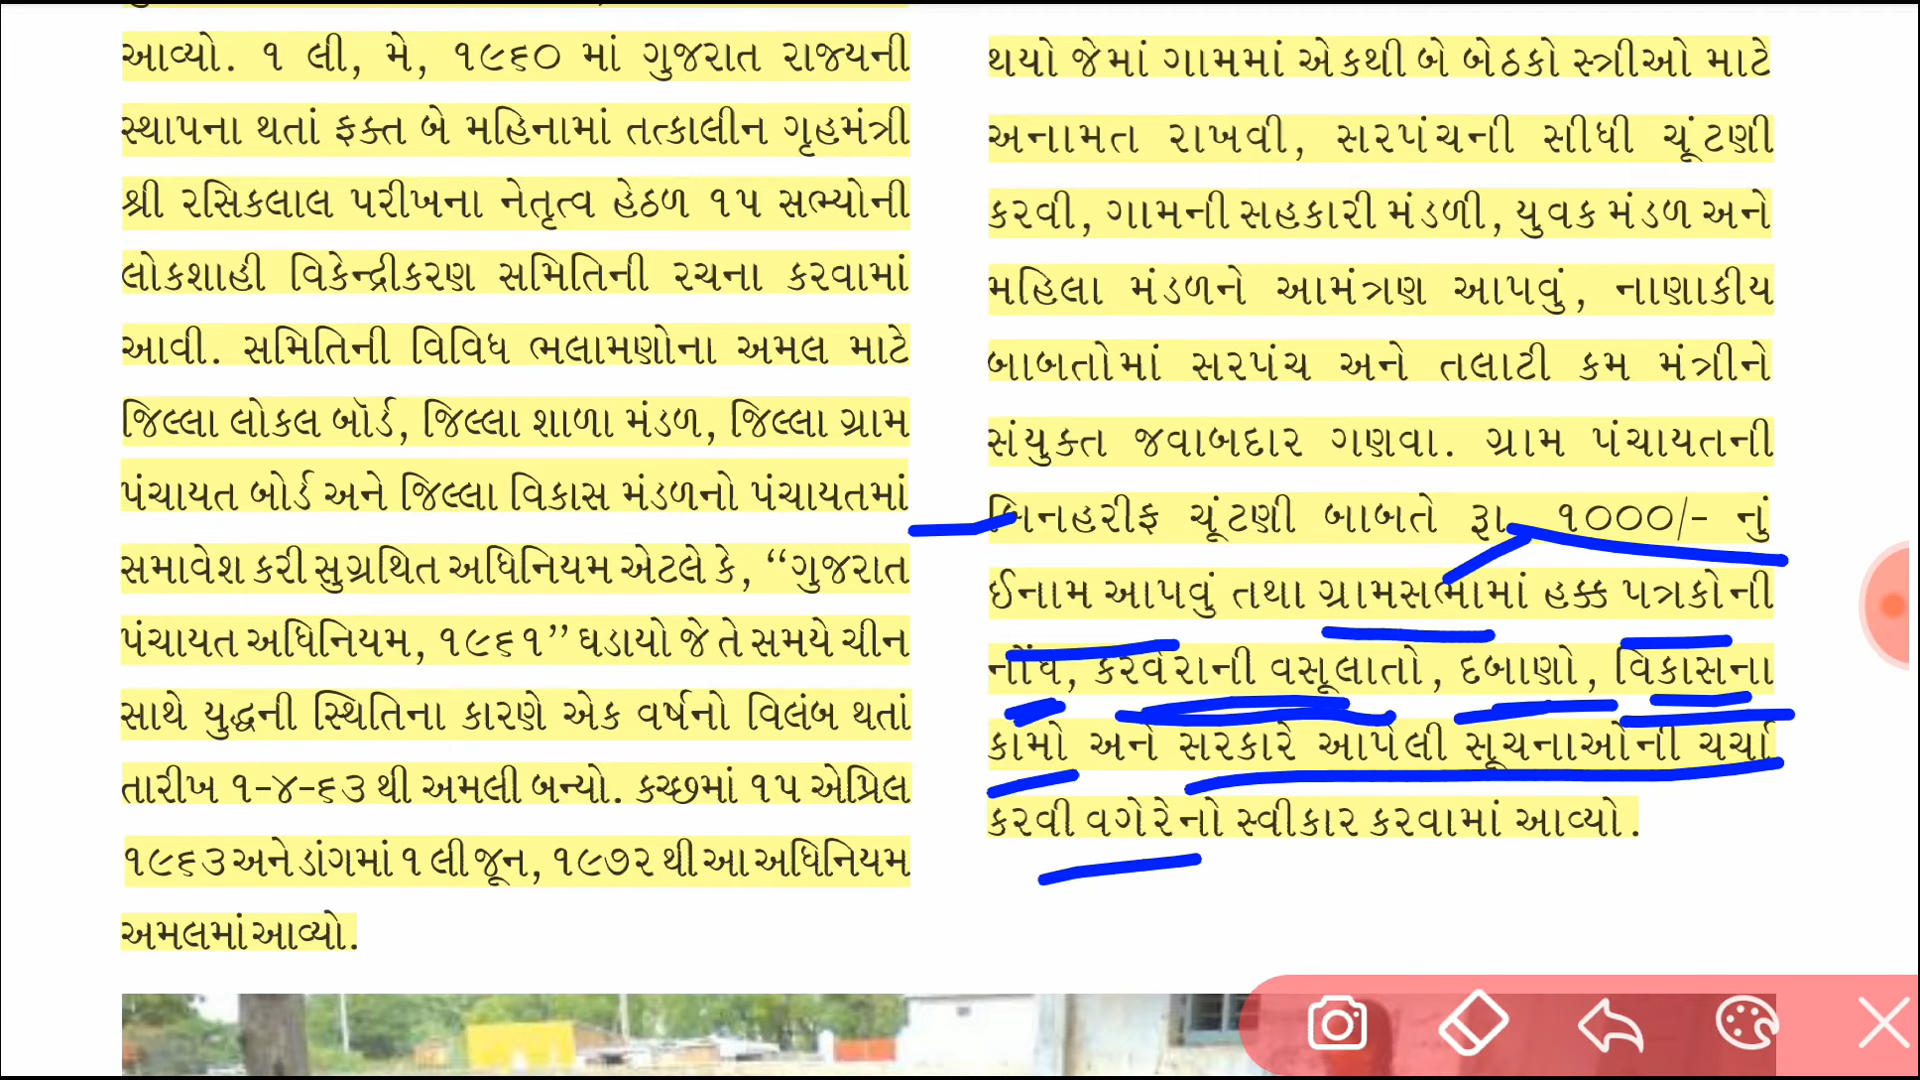 આવ્યો. ૧ લી, મે, ૧૯૬૦ માં ગુજરાત રાજ્યની
સ્થાપના થતાં ફક્ત બે મહિનામાં તત્કાલીન ગૃહમંત્રી
શ્રી રસિકલાલ પરીખના નેતૃત્વ હેઠળ ૧૫ સભ્યોની
લોકશાહી વિકેન્દ્રીકરણ સમિતિની રચના કરવામાં
આવી. સમિતિની વિવિધ ભલામણોના અમલ માટે
જિલ્લા લોકલ બૉર્ડ, જિલ્લા શાળા મંડળ, જિલ્લા ગ્રામ
પંચાયત બોર્ડ અને જિલ્લા વિકાસ મંડળનો પંચાયતમાં
સમાવેશ કરી સુગ્રથિત અધિનિયમ એટલે કે, “ગુજરાત
પંચાયત અધિનિયમ, ૧૯૬૧” ઘડાયો જે તે સમયે ચીન
સાથે યુદ્ધની સ્થિતિના કારણે એક વર્ષનો વિલંબ થતાં
તારીખ ૧-૪-૬૩ થી અમલી બન્યો. કચ્છમાં ૧૫ એપ્રિલ
૧૯૬૩ અને ડાંગમાં ૧ લી જૂન, ૧૯૭૨ થી આ અધિનિયમ
અમલમાં આવ્યો.
થયો જેમાં ગામમાં એકથી બે બેઠકો સ્ત્રીઓ માટે
અનામત રાખવી, સરપંચની સીધી ચૂંટણી
કરવી, ગામની સહકારી મંડળી, યુવક મંડળ અને
મહિલા મંડળને આમંત્રણ આપવું, નાણાકીય
બાબતોમાં સરપંચ અને તલાટી કમ મંત્રીને
સંયુક્ત જવાબદાર ગણવા. ગ્રામ પંચાયતની
બિનહરીફ ચૂંટણી બાબતે રૂા. ૧૦૦૦/- નું
ઈનામ આપવું તથા ગ્રામસભામાં હક્ક પત્રકોની
નોંધ, કરવેરાની વસૂલાતો, દબાણો, વિકાસના
કામો અને સરકારે આપેલી સૂચનાઓની ચર્ચા
કરવી વગેરેનો સ્વીકાર કરવામાં આવ્યો.